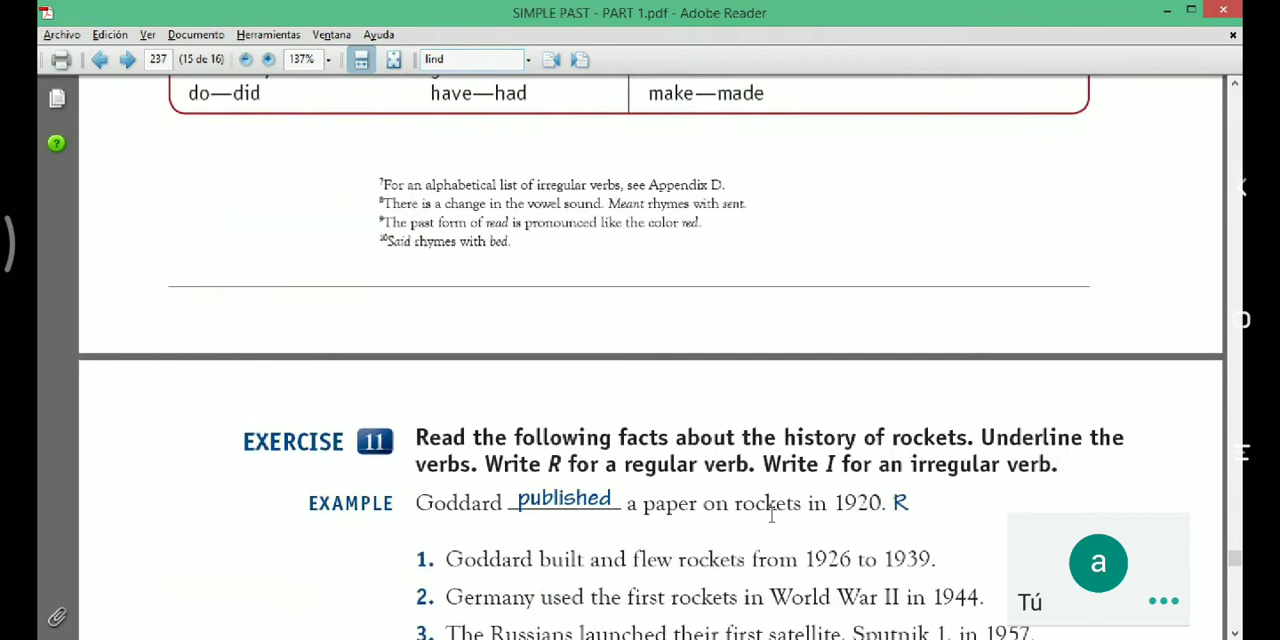 SIMPLE PAST - PART 1.pdf - Adobe Reader
Archivo Edición Ver Documento Herramientas Ventana Ayuda
237 (15 de 16) 137% lind
do—did have—had make—made
⁷For an alphabetical list of irregular verbs, see Appendix D.
⁸There is a change in the vowel sound. Meant rhymes with sent.
⁹The past form of read is pronounced like the color red.
¹⁰Said rhymes with bed.
EXERCISE 11 Read the following facts about the history of rockets. Underline the
verbs. Write R for a regular verb. Write I for an irregular verb.
EXAMPLE Goddard published a paper on rockets in 1920. R
1. Goddard built and flew rockets from 1926 to 1939.
2. Germany used the first rockets in World War II in 1944.
3. The Russians launched their first satellite, Sputnik 1, in 1957.
a
Tú